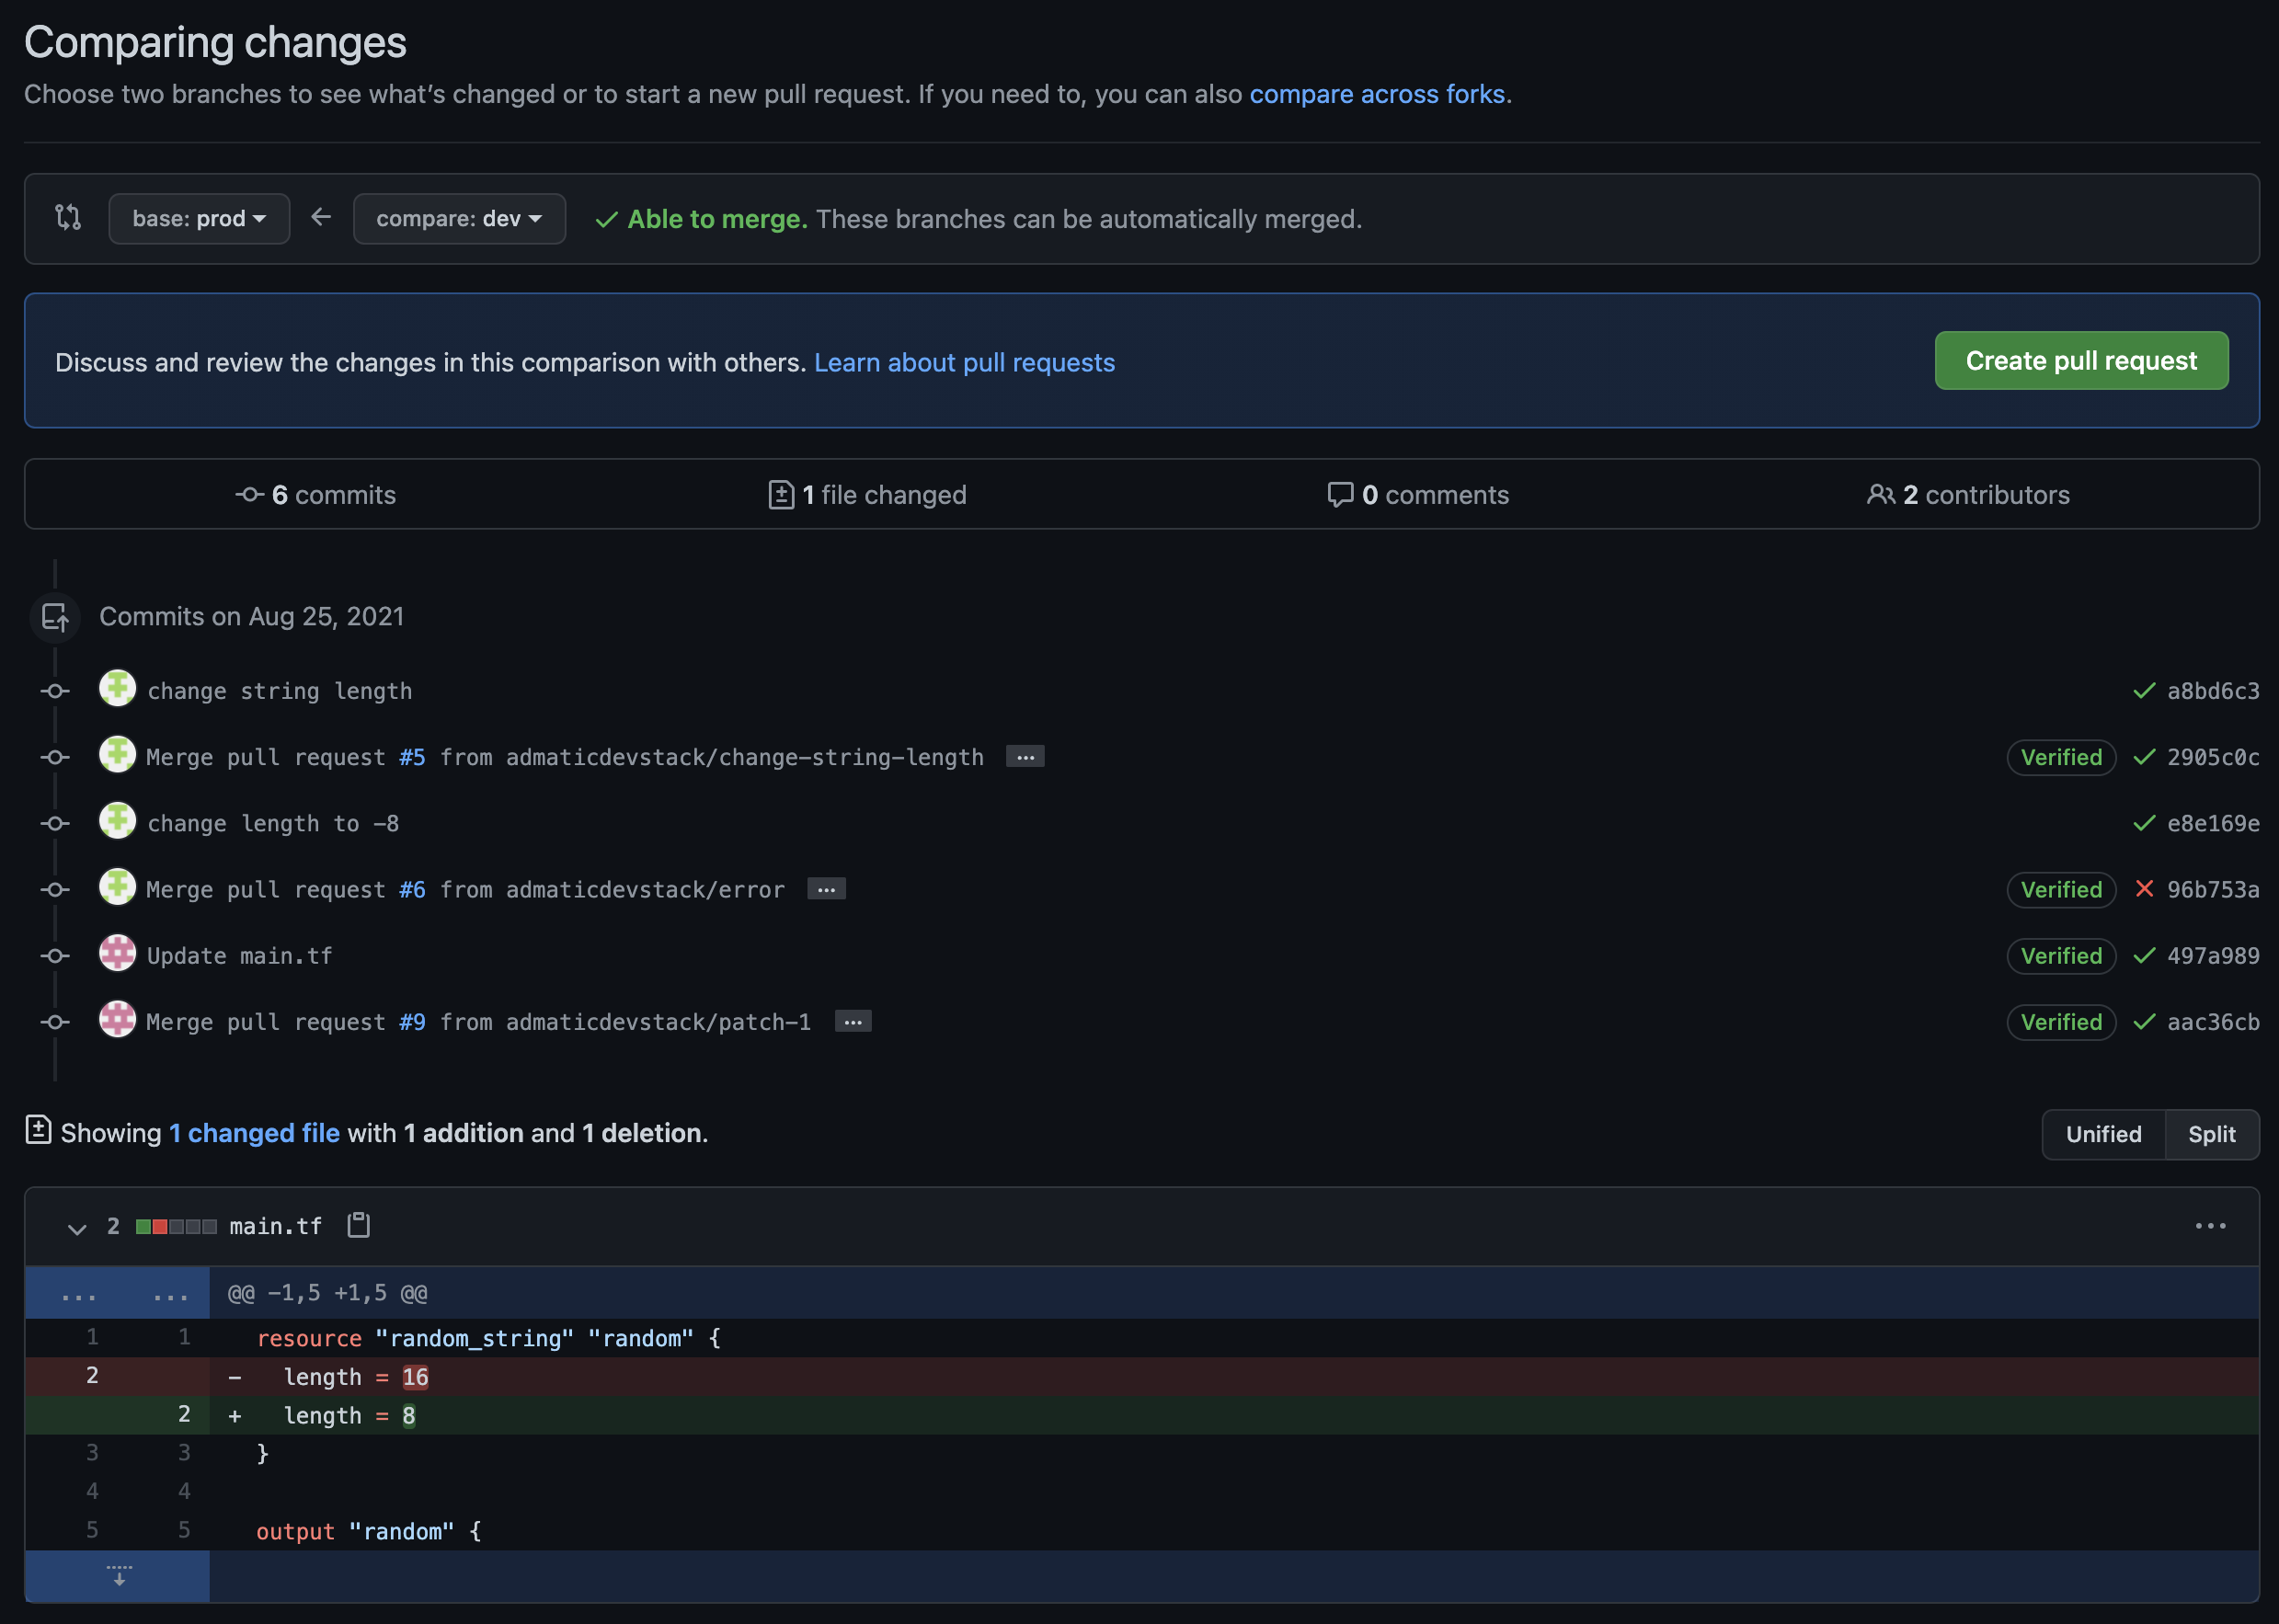 Comparing changes
Choose two branches to see what’s changed or to start a new pull request. If you need to, you can also compare across forks.
base: prod compare: dev Able to merge. These branches can be automatically merged.
Discuss and review the changes in this comparison with others. Learn about pull requests Create pull request
6 commits 1 file changed 0 comments 2 contributors
Commits on Aug 25, 2021
change string length a8bd6c3
Merge pull request #5 from admaticdevstack/change-string-length … Verified 2905c0c
change length to -8 e8e169e
Merge pull request #6 from admaticdevstack/error … Verified 96b753a
Update main.tf Verified 497a989
Merge pull request #9 from admaticdevstack/patch-1 … Verified aac36cb
Showing 1 changed file with 1 addition and 1 deletion. Unified Split
2 main.tf
... ... @@ -1,5 +1,5 @@
1 1 resource "random_string" "random" {
2 - length = 16
2 + length = 8
3 3 }
4 4
5 5 output "random" {